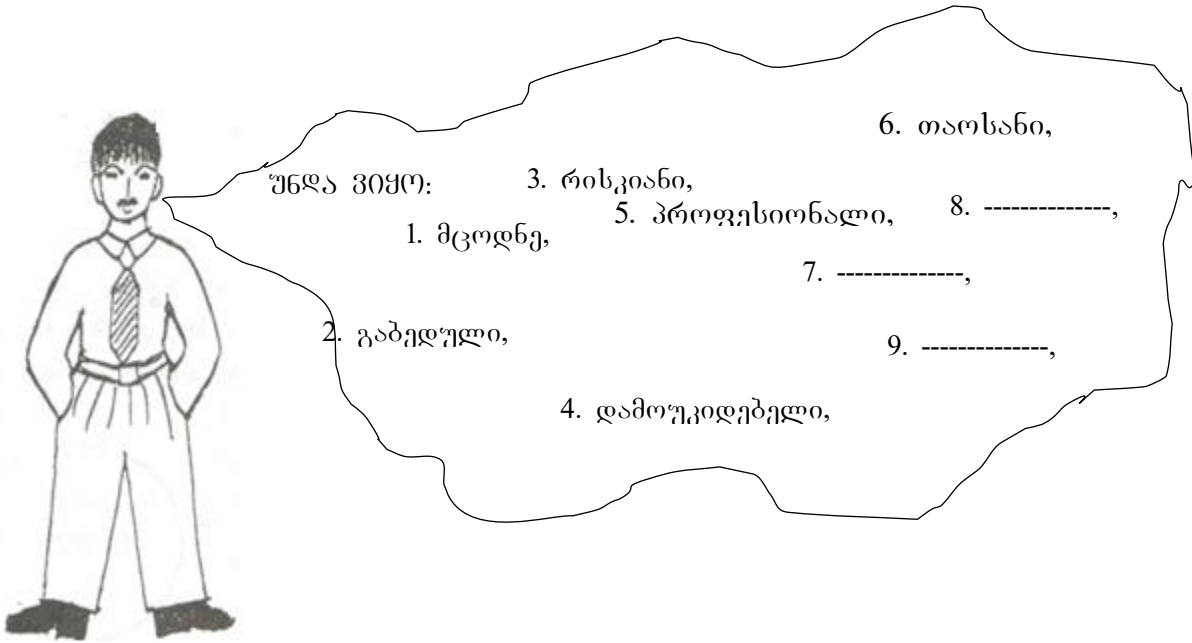 უნდა ვიყო:
1. მცოდნე,
2. გაბედული,
3. რისკიანი,
4. დამოუკიდებელი,
5. პროფესიონალი,
6. თაოსანი,
7. --------------,
8. --------------,
9. --------------,